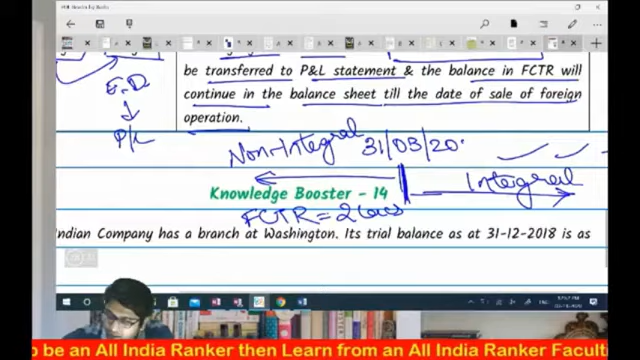 be transferred to P&L statement & the balance in FCTR will
continue in the balance sheet till the date of sale of foreign
operation.
E.D
P/L
Non-Integral 31/03/20
Integral
Knowledge Booster - 14
FCTR = 2 lacs
Indian Company has a branch at Washington. Its trial balance as at 31-12-2018 is as
o be an All India Ranker then Learn from an All India Ranker Faculti